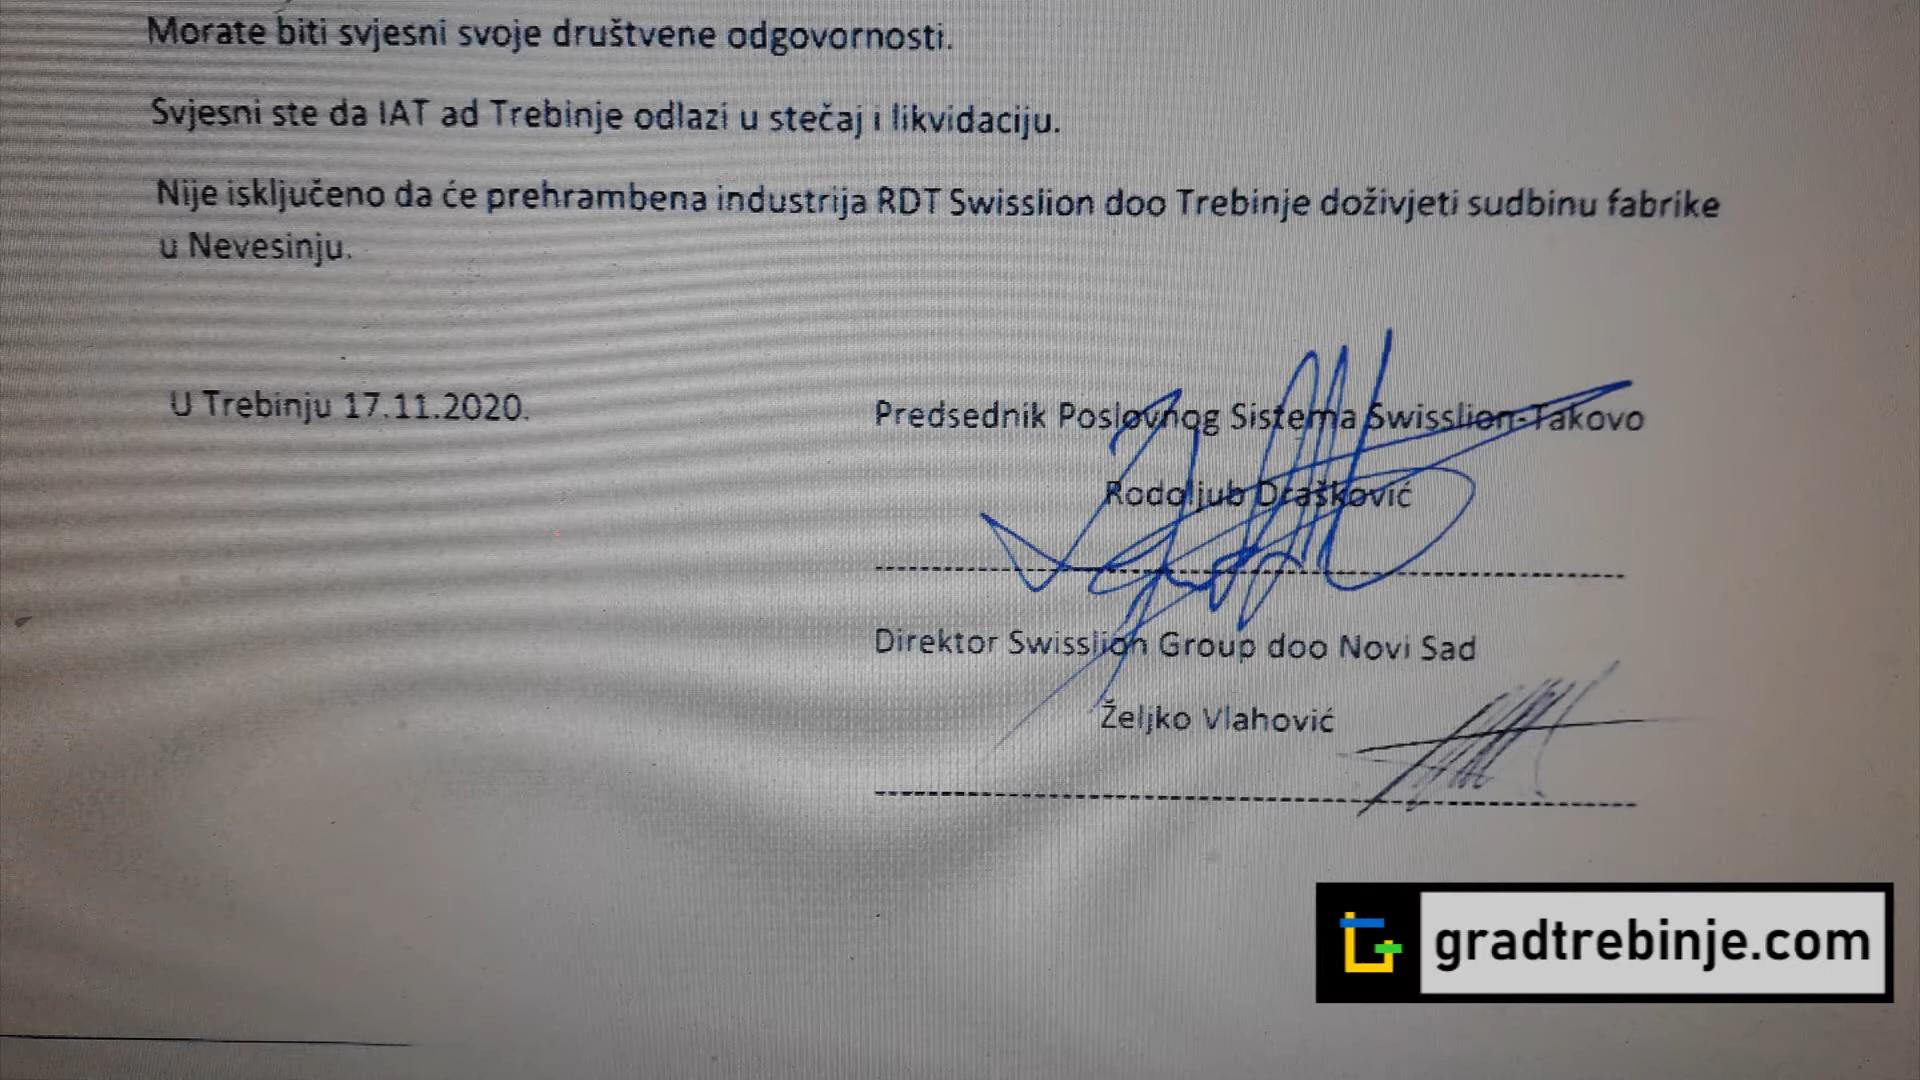 Morate biti svjesni svoje društvene odgovornosti.
Svjesni ste da IAT ad Trebinje odlazi u stečaj i likvidaciju.
Nije isključeno da će prehrambena industrija RDT Swisslion doo Trebinje doživjeti sudbinu fabrike
u Nevesinju.
U Trebinju 17.11.2020.
Predsednik Poslovnog Sistema Swisslion-Takovo
Rodoljub Drašković
Direktor Swisslion Group doo Novi Sad
Željko Vlahović
gradtrebinje.com